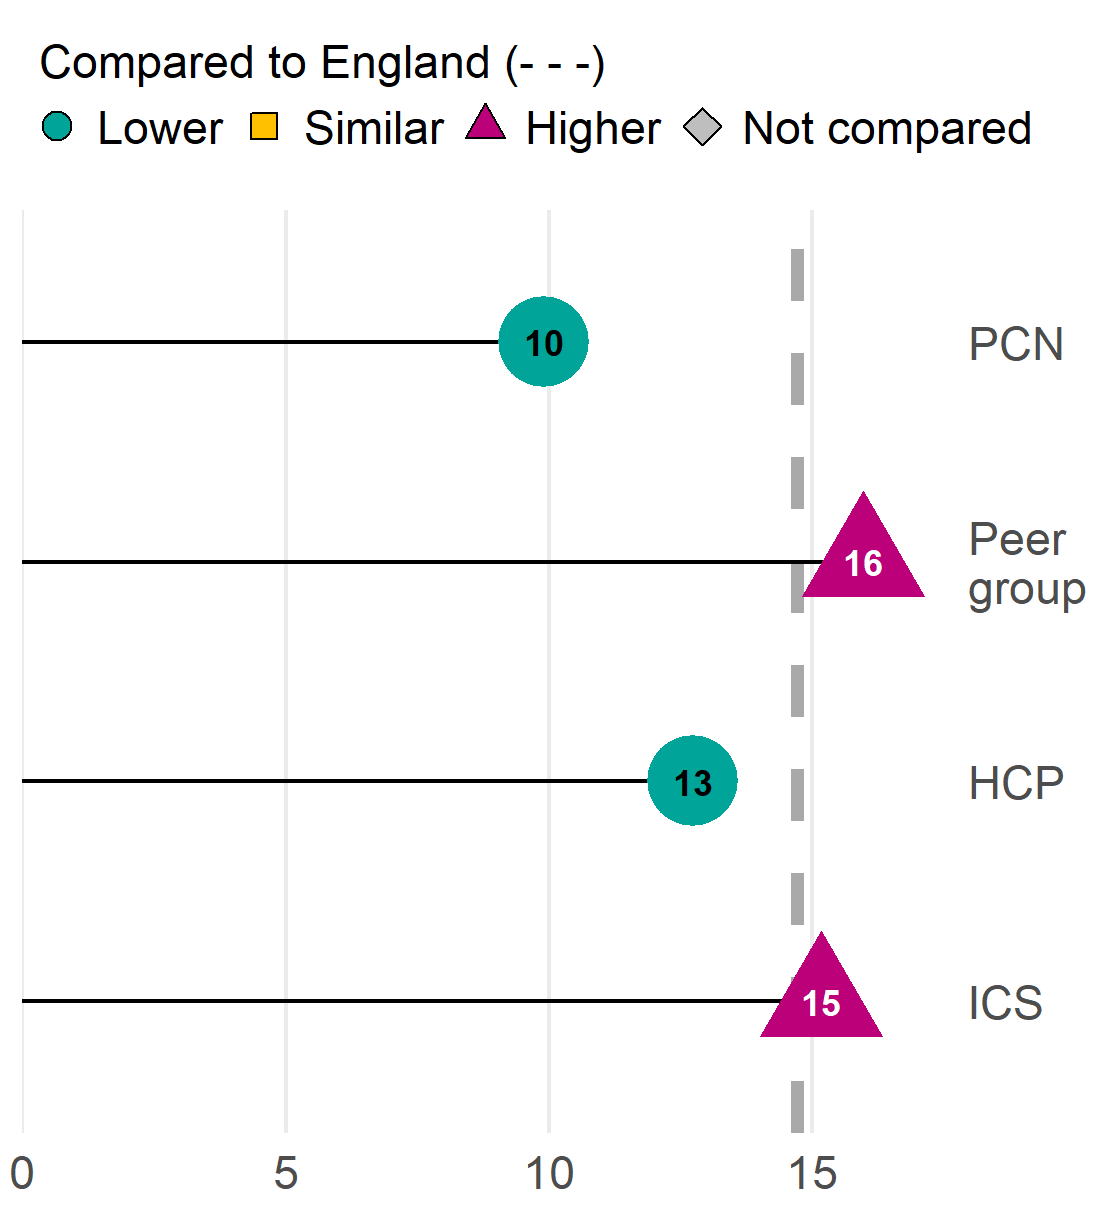 Compared to England (- - -)
Lower Similar Higher Not compared
10 PCN
16 Peer
group
13 HCP
15 ICS
0 5 10 15